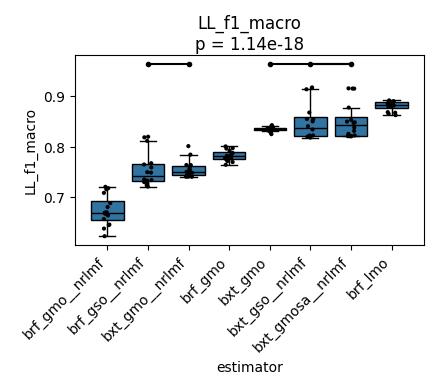 LL_f1_macro
p = 1.14e-18
LL_f1_macro
0.9
0.8
0.7
brf_gmo__nrlmf
brf_gso__nrlmf
bxt_gmo__nrlmf
brf_gmo
bxt_gmo
bxt_gso__nrlmf
bxt_gmosa__nrlmf
brf_lmo
estimator